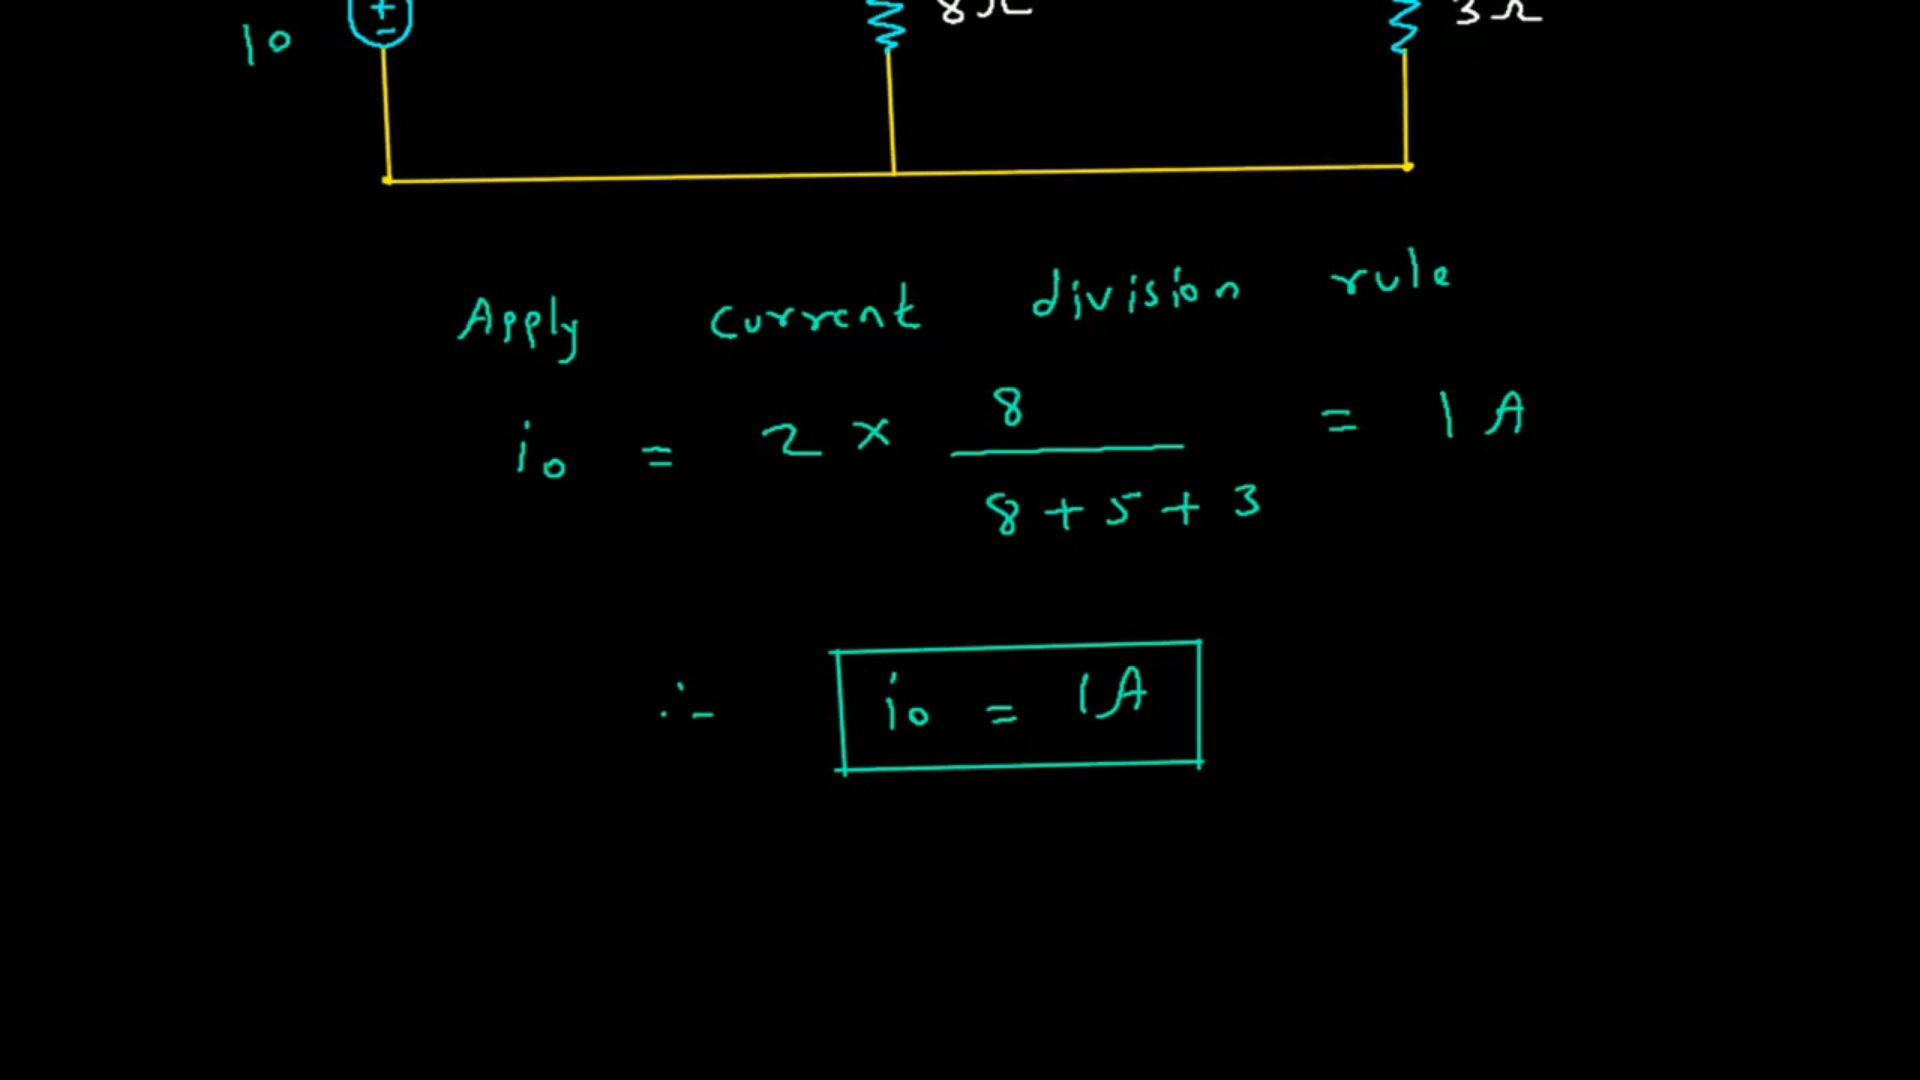 +
-
10
8Ω
3Ω
Apply current division rule
i₀ = 2 × 8 / 8 + 5 + 3 = 1 A
∴ i₀ = 1A